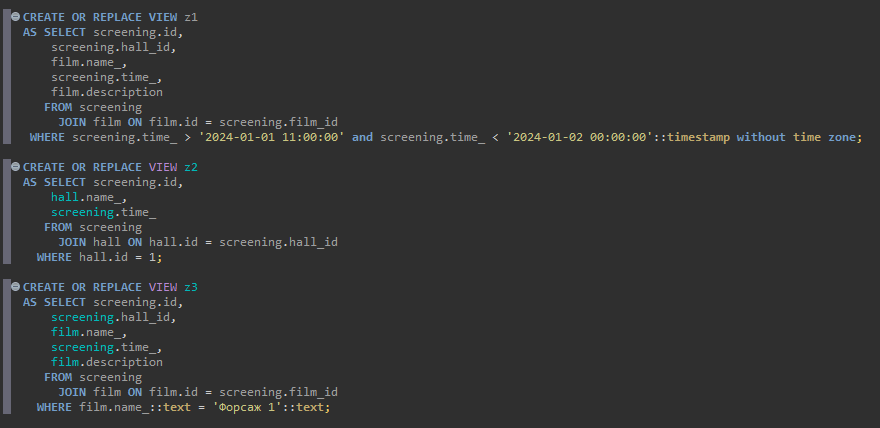 CREATE OR REPLACE VIEW z1
AS SELECT screening.id,
screening.hall_id,
film.name_,
screening.time_,
film.description
FROM screening
JOIN film ON film.id = screening.film_id
WHERE screening.time_ > '2024-01-01 11:00:00' and screening.time_ < '2024-01-02 00:00:00'::timestamp without time zone;
CREATE OR REPLACE VIEW z2
AS SELECT screening.id,
hall.name_,
screening.time_
FROM screening
JOIN hall ON hall.id = screening.hall_id
WHERE hall.id = 1;
CREATE OR REPLACE VIEW z3
AS SELECT screening.id,
screening.hall_id,
film.name_,
screening.time_,
film.description
FROM screening
JOIN film ON film.id = screening.film_id
WHERE film.name_::text = 'Форсаж 1'::text;